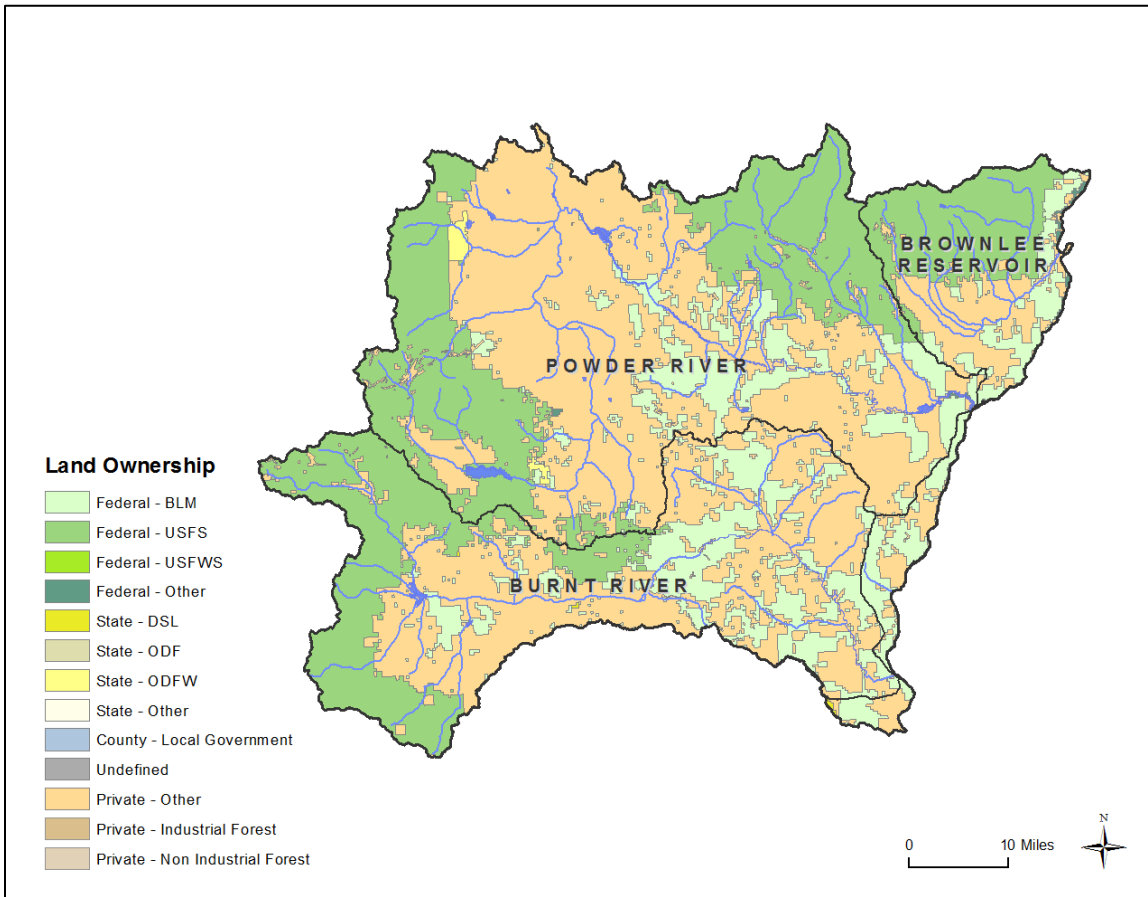 BROWNLEE
RESERVOIR
POWDER RIVER
BURNT RIVER
Land Ownership
Federal - BLM
Federal - USFS
Federal - USFWS
Federal - Other
State - DSL
State - ODF
State - ODFW
State - Other
County - Local Government
Undefined
Private - Other
Private - Industrial Forest
Private - Non Industrial Forest
N
0 10 Miles